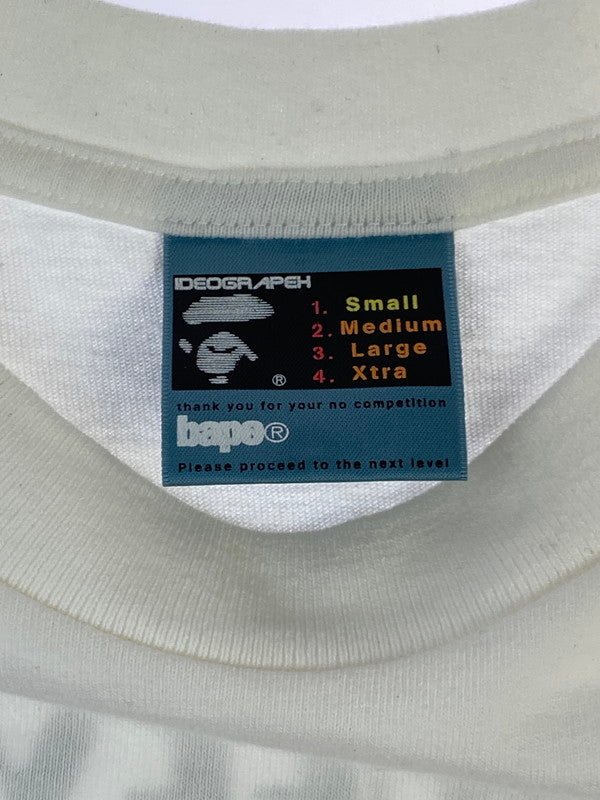 IDEOGRAPEH
1. Small
2. Medium
3. Large
4. Xtra
®
thank you for your no competition
bape®
Please proceed to the next level